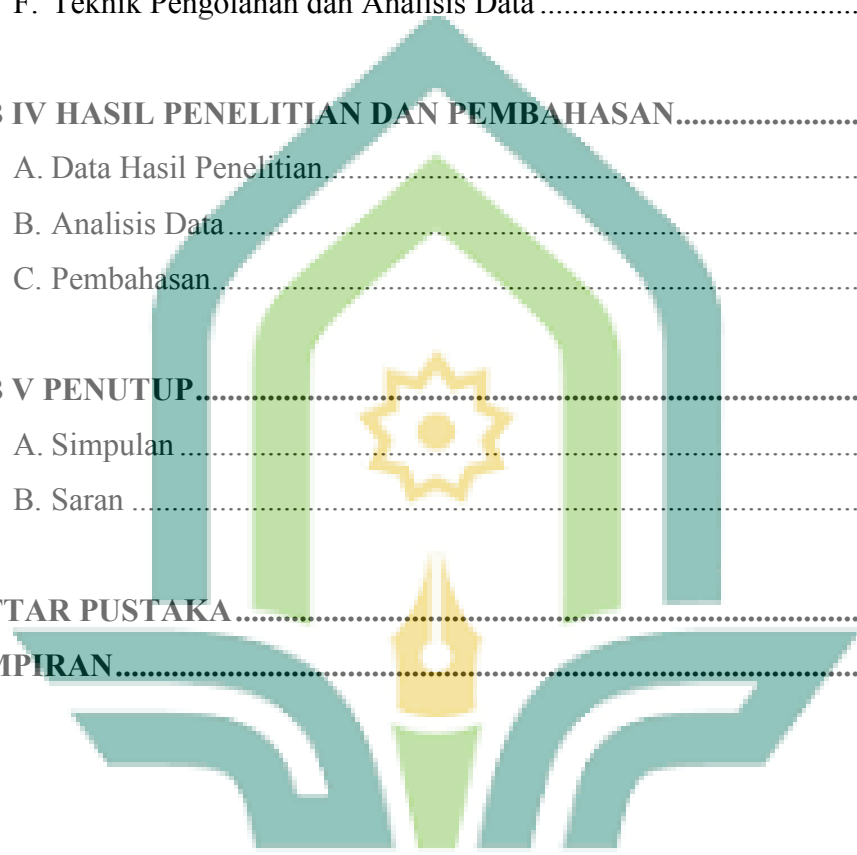 F. Teknik Pengolahan dan Analisis Data ........................................
B IV HASIL PENELITIAN DAN PEMBAHASAN.......................
A. Data Hasil Penelitian....................................................................
B. Analisis Data................................................................................
C. Pembahasan..................................................................................
B V PENUTUP...................................................................................
A. Simpulan ......................................................................................
B. Saran ............................................................................................
TAR PUSTAKA..............................................................................
MPIRAN.............................................................................................